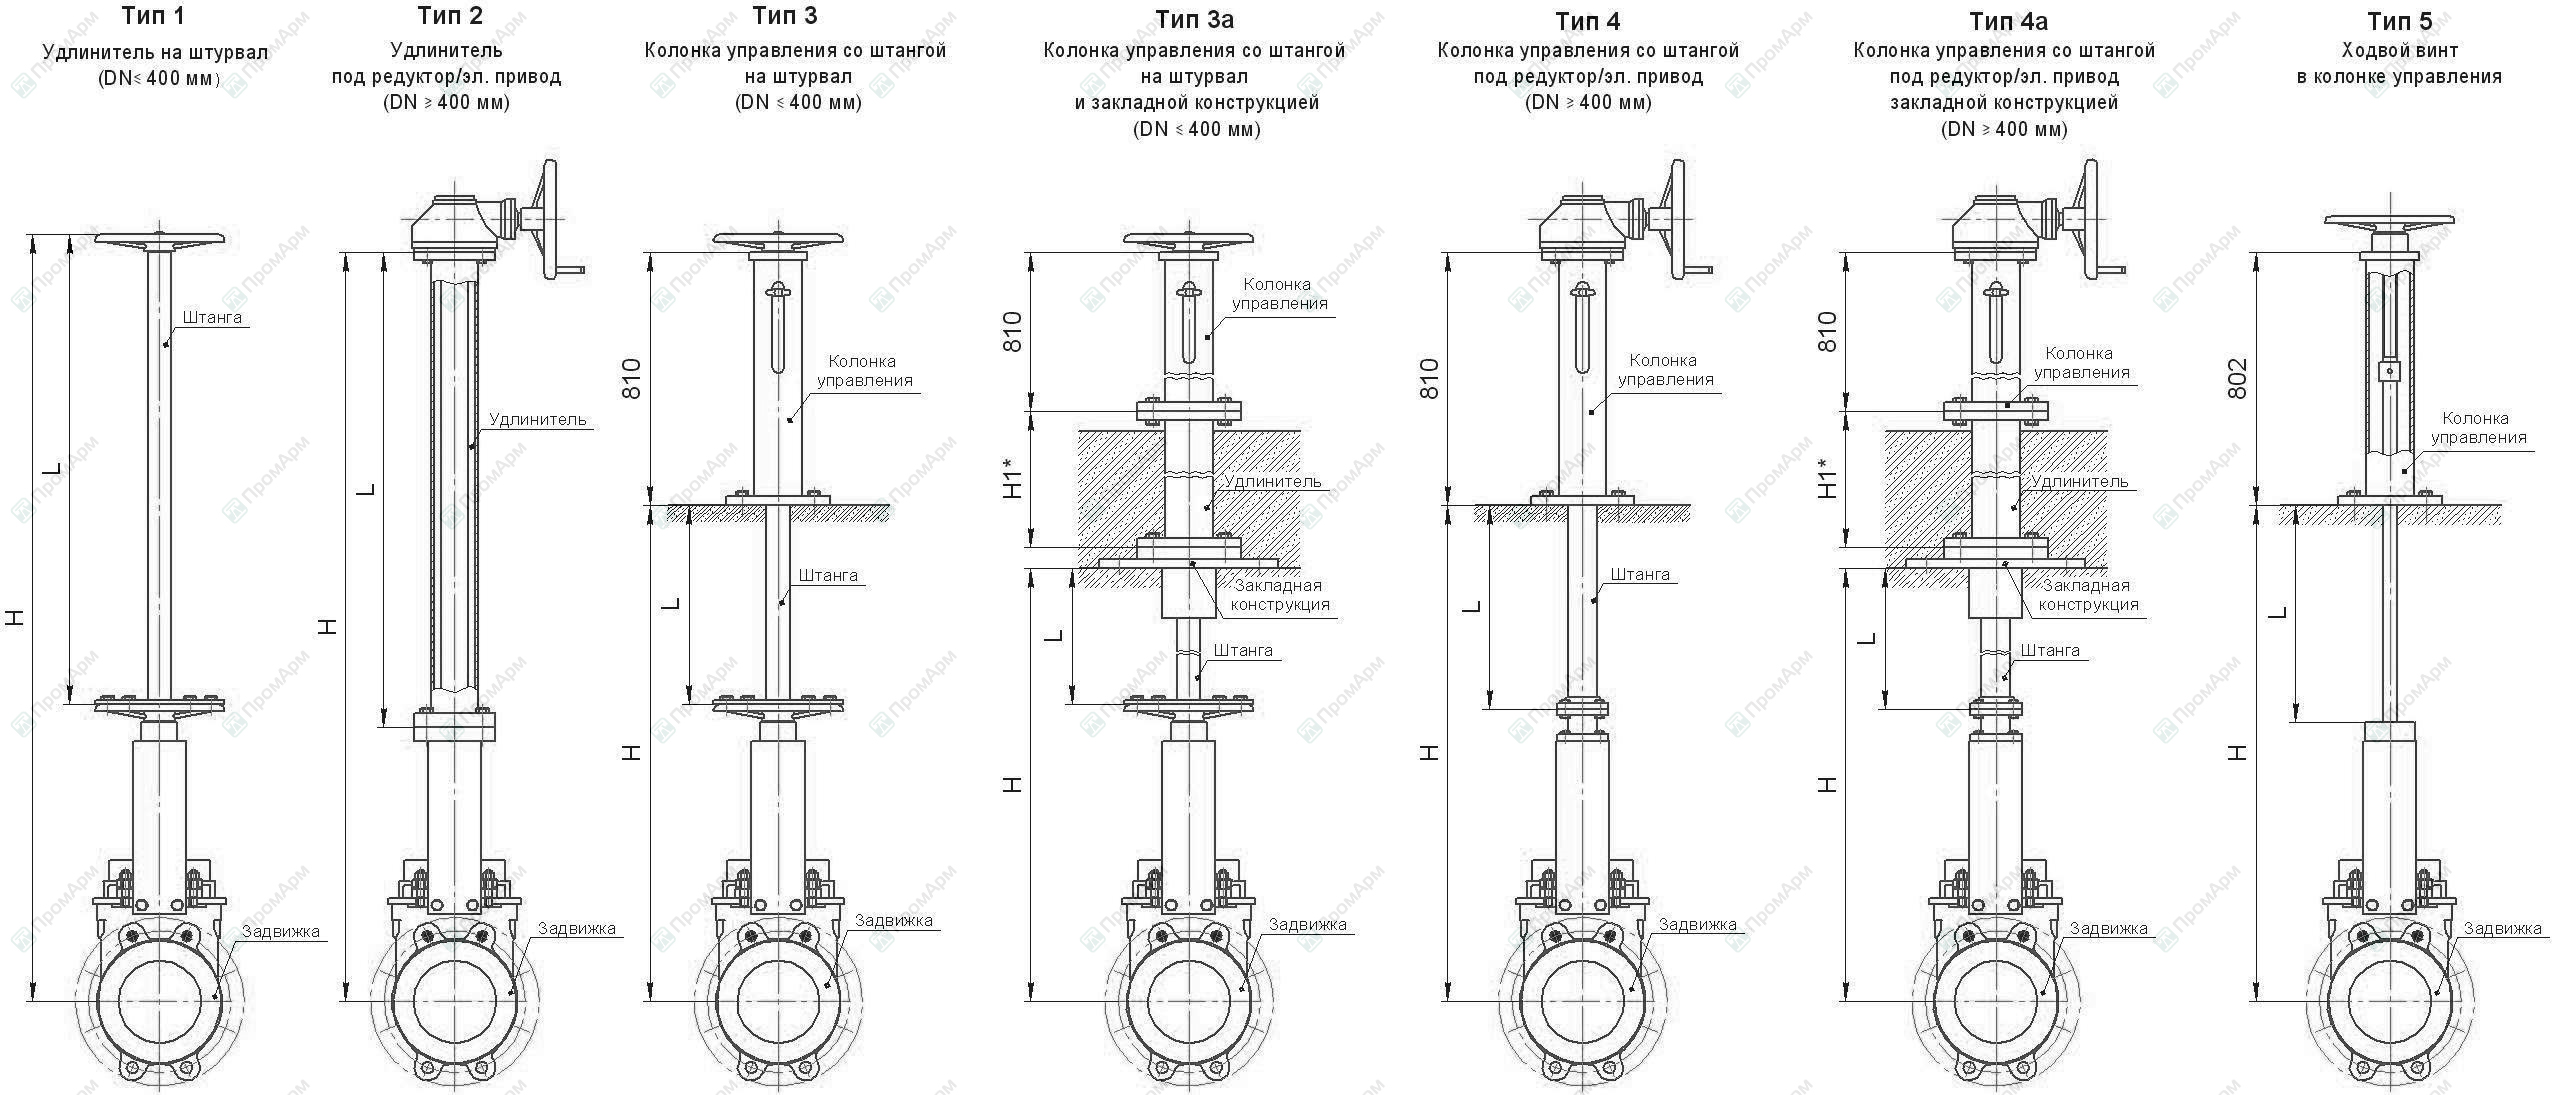 Тип 1
Удлинитель на штурвал
(DN≤ 400 мм)
Тип 2
Удлинитель
под редуктор/эл. привод
(DN ≥ 400 мм)
Тип 3
Колонка управления со штангой
на штурвал
(DN ≤ 400 мм)
Тип 3а
Колонка управления со штангой
на штурвал
и закладной конструкцией
(DN ≤ 400 мм)
Тип 4
Колонка управления со штангой
под редуктор/эл. привод
(DN ≥ 400 мм)
Тип 4а
Колонка управления со штангой
под редуктор/эл. привод
закладной конструкцией
(DN ≥ 400 мм)
Тип 5
Ходвой винт
в колонке управления
Штанга
L
H
Задвижка
Удлинитель
L
H
Задвижка
810
Колонка
управления
Штанга
L
H
Задвижка
810
Колонка
управления
H1*
Удлинитель
Закладная
конструкция
L
Штанга
H
Задвижка
810
Колонка
управления
Штанга
L
H
Задвижка
810
Колонка
управления
H1*
Удлинитель
Закладная
конструкция
L
Штанга
H
Задвижка
802
Колонка
управления
L
H
Задвижка
ПромАрм